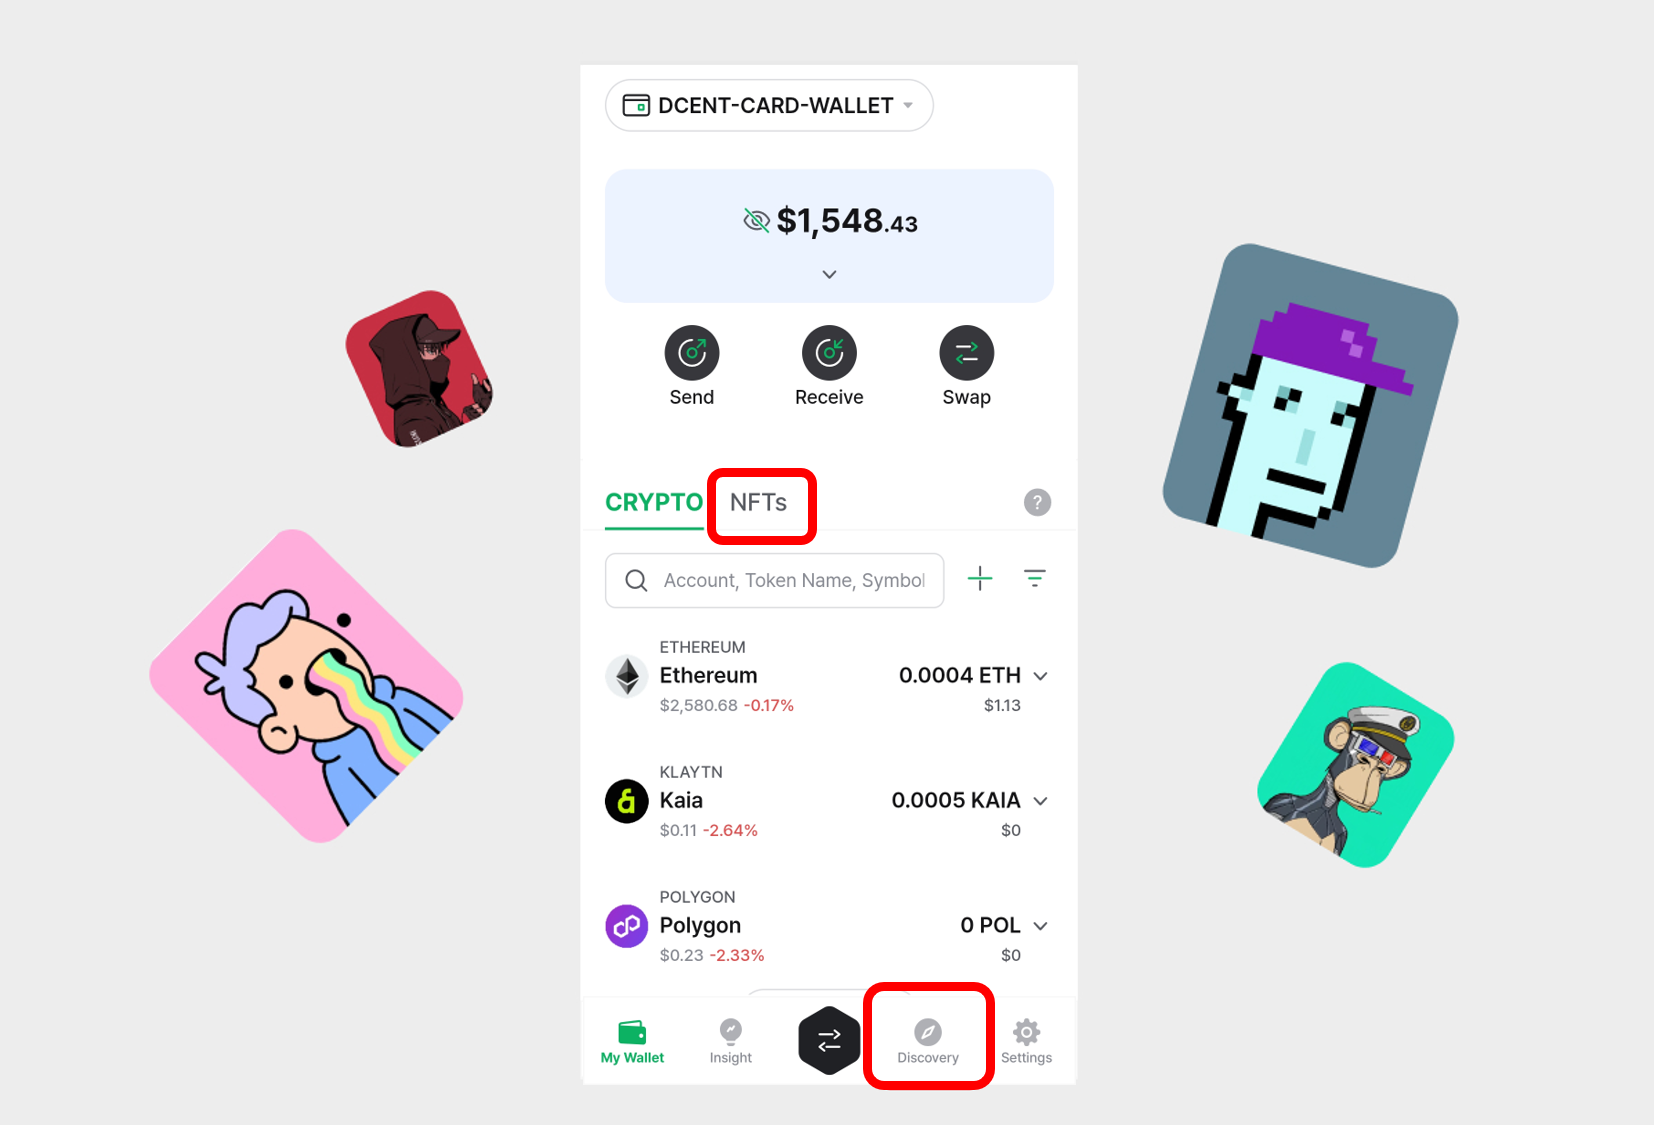 DCENT-CARD-WALLET
$1,548.43
Send Receive Swap
CRYPTO NFTs ?
Account, Token Name, Symbol
ETHEREUM
Ethereum 0.0004 ETH
$2,580.68 -0.17% $1.13
KLAYTN
Kaia 0.0005 KAIA
$0.11 -2.64% $0
POLYGON
Polygon 0 POL
$0.23 -2.33% $0
My Wallet Insight Discovery Settings